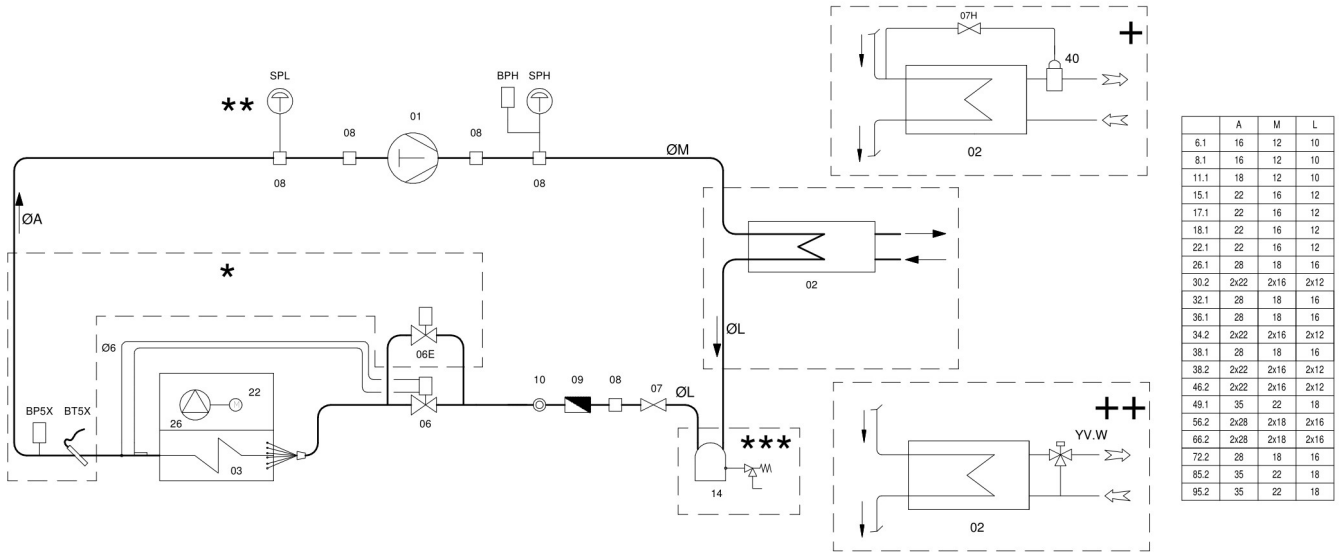 07H
+
40
02
SPL
**
BPH
SPH
01
08
08
08
08
ØM
ØA
*
02
ØL
Ø6
06E
10
09
08
07
ØL
06
BP5X
BT5X
22
M
26
03
***
14
++
YV.W
02
A M L
6.1 16 12 10
8.1 16 12 10
11.1 18 12 10
15.1 22 16 12
17.1 22 16 12
18.1 22 16 12
22.1 22 16 12
26.1 28 18 16
30.2 2x22 2x16 2x12
32.1 28 18 16
36.1 28 18 16
34.2 2x22 2x16 2x12
38.1 28 18 16
38.2 2x22 2x16 2x12
46.2 2x22 2x16 2x12
49.1 35 22 18
56.2 2x28 2x18 2x16
66.2 2x28 2x18 2x16
72.2 28 18 16
85.2 35 22 18
95.2 35 22 18